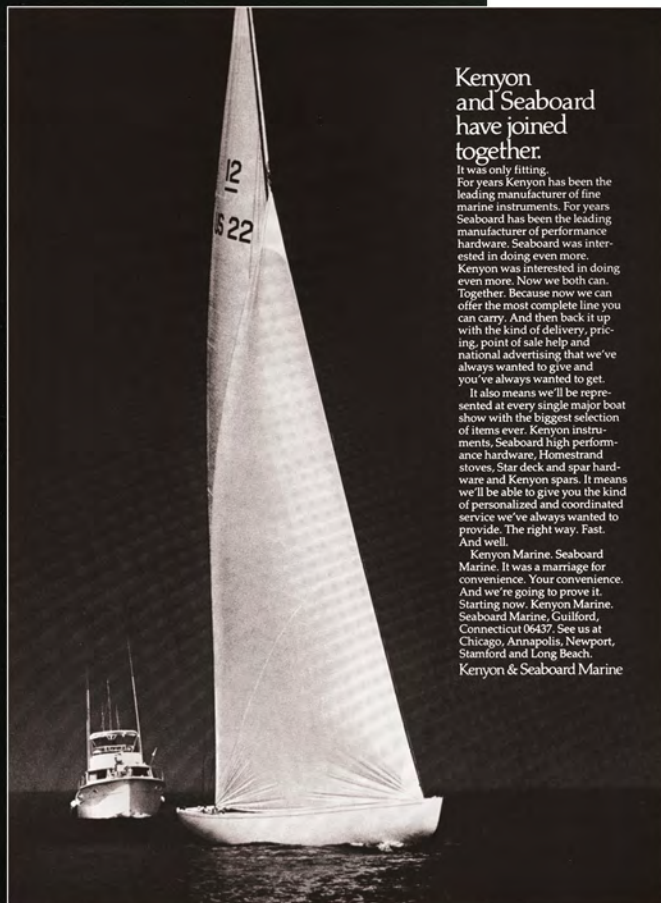 12
US 22
Kenyon
and Seaboard
have joined
together.
It was only fitting.
For years Kenyon has been the
leading manufacturer of fine
marine instruments. For years
Seaboard has been the leading
manufacturer of performance
hardware. Seaboard was inter-
ested in doing even more.
Kenyon was interested in doing
even more. Now we both can.
Together. Because now we can
offer the most complete line you
can carry. And then back it up
with the kind of delivery, pric-
ing, point of sale help and
national advertising that we've
always wanted to give and
you've always wanted to get.
It also means we'll be repre-
sented at every single major boat
show with the biggest selection
of items ever. Kenyon instru-
ments, Seaboard high perform-
ance hardware, Homestrand
stoves, Star deck and spar hard-
ware and Kenyon spars. It means
we'll be able to give you the kind
of personalized and coordinated
service we've always wanted to
provide. The right way. Fast.
And well.
Kenyon Marine. Seaboard
Marine. It was a marriage for
convenience. Your convenience.
And we're going to prove it.
Starting now. Kenyon Marine.
Seaboard Marine, Guilford,
Connecticut 06437. See us at
Chicago, Annapolis, Newport,
Stamford and Long Beach.
Kenyon & Seaboard Marine